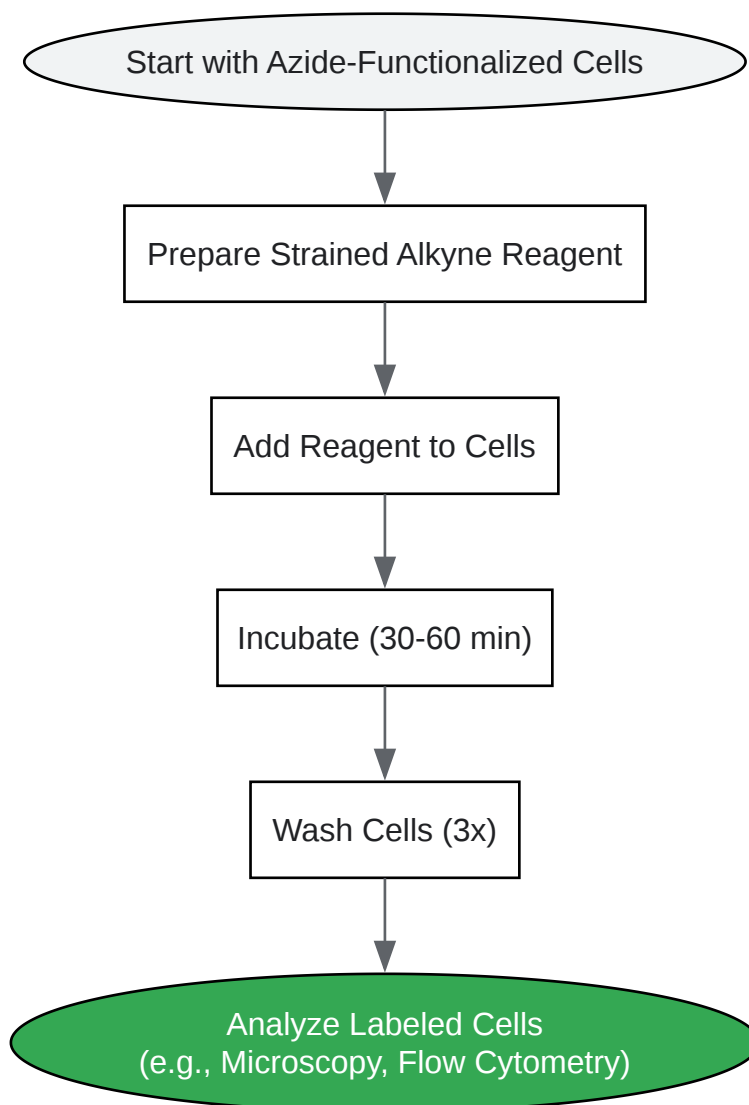 Start with Azide-Functionalized Cells
Prepare Strained Alkyne Reagent
Add Reagent to Cells
Incubate (30-60 min)
Wash Cells (3x)
Analyze Labeled Cells
(e.g., Microscopy, Flow Cytometry)